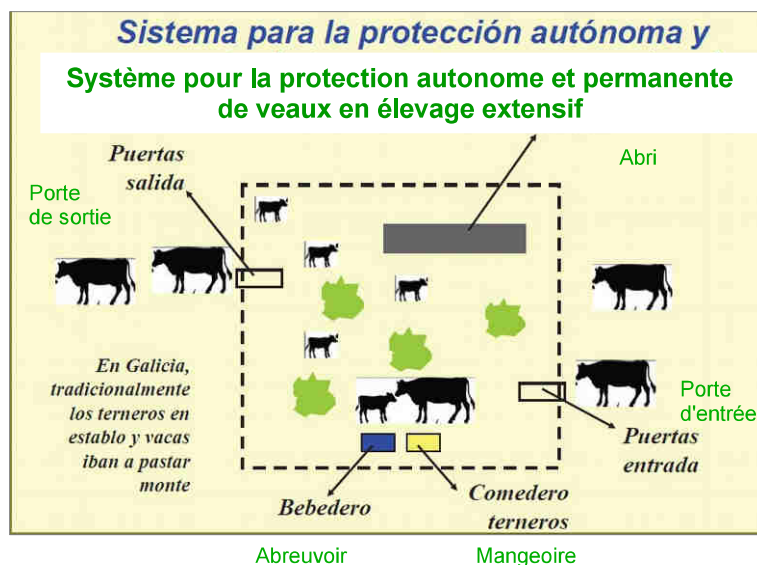 Sistema para la protección autónoma y
Système pour la protection autonome et permanente
de veaux en élevage extensif
Puertas
salida
Abri
Porte
de sortie
En Galicia,
tradicionalmente
los terneros en
establo y vacas
iban a pastar
monte
Porte
d'entrée
Puertas
entrada
Bebedero
Comedero
terneros
Abreuvoir
Mangeoire